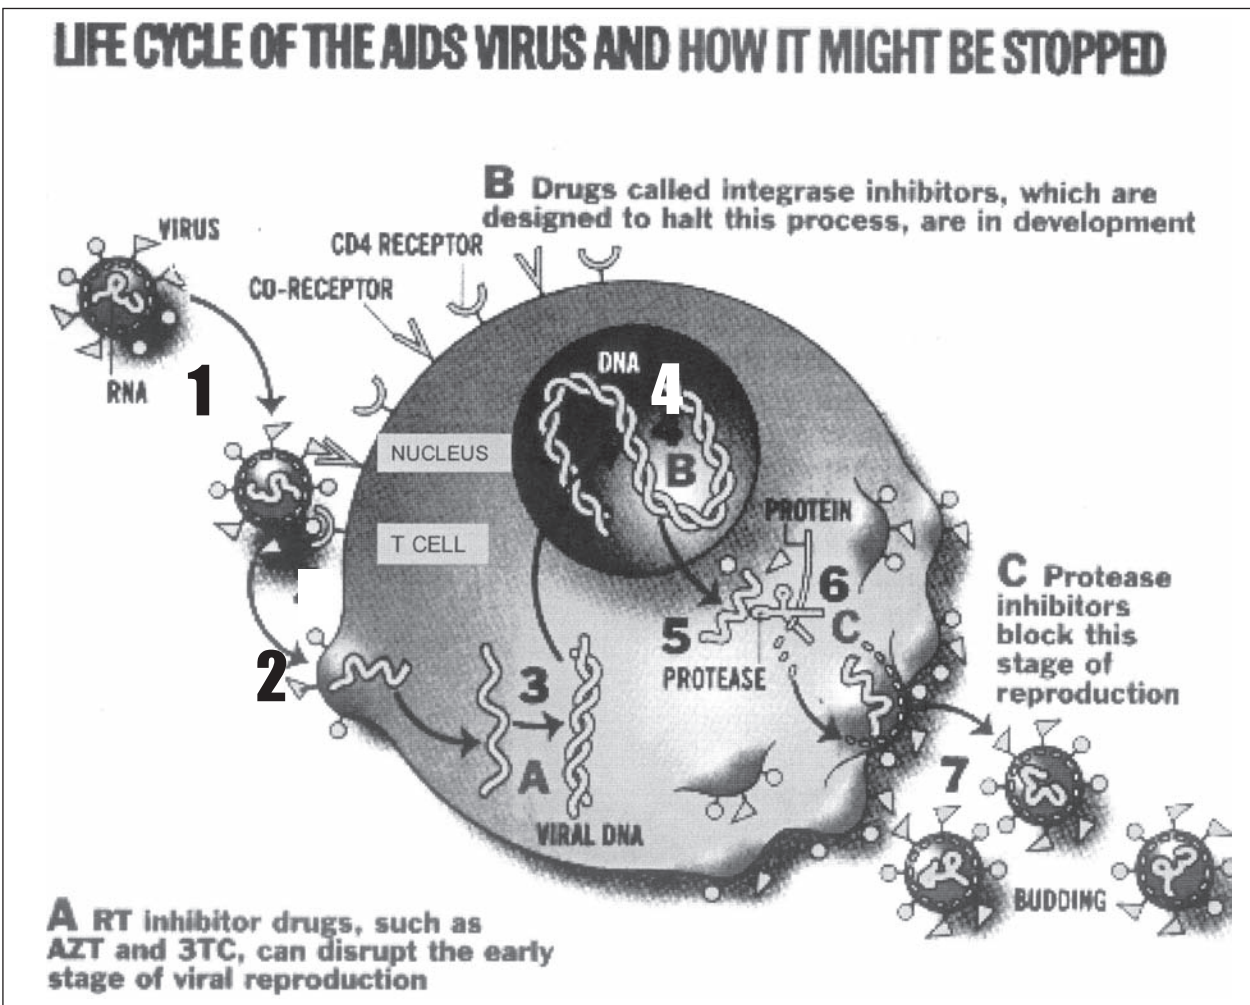 LIFE CYCLE OF THE AIDS VIRUS AND HOW IT MIGHT BE STOPPED
B Drugs called integrase inhibitors, which are
designed to halt this process, are in development
VIRUS
CD4 RECEPTOR
CO-RECEPTOR
RNA
1
DNA
4
B
NUCLEUS
T CELL
PROTEIN
6
C
5
PROTEASE
C Protease
inhibitors
block this
stage of
reproduction
2
3
A
VIRAL DNA
7
BUDDING
A RT inhibitor drugs, such as
AZT and 3TC, can disrupt the early
stage of viral reproduction